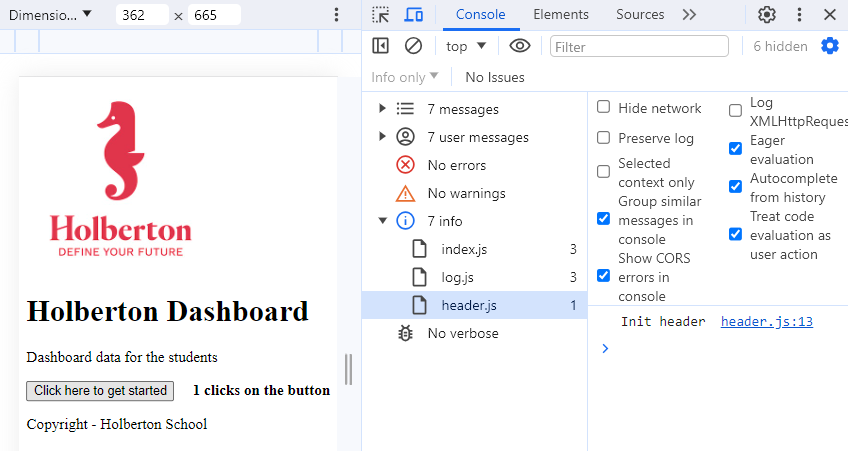 Dimensio... 362 × 665
Holberton
DEFINE YOUR FUTURE
Holberton Dashboard
Dashboard data for the students
Click here to get started 1 clicks on the button
Copyright - Holberton School
Console Elements Sources
top Filter 6 hidden
Info only No Issues
7 messages
7 user messages
No errors
No warnings
7 info
index.js 3
log.js 3
header.js 1
No verbose
Hide network
Preserve log
Selected
context only
Group similar
messages in
console
Show CORS
errors in
console
Log
XMLHttpReques
Eager
evaluation
Autocomplete
from history
Treat code
evaluation as
user action
Init header header.js:13